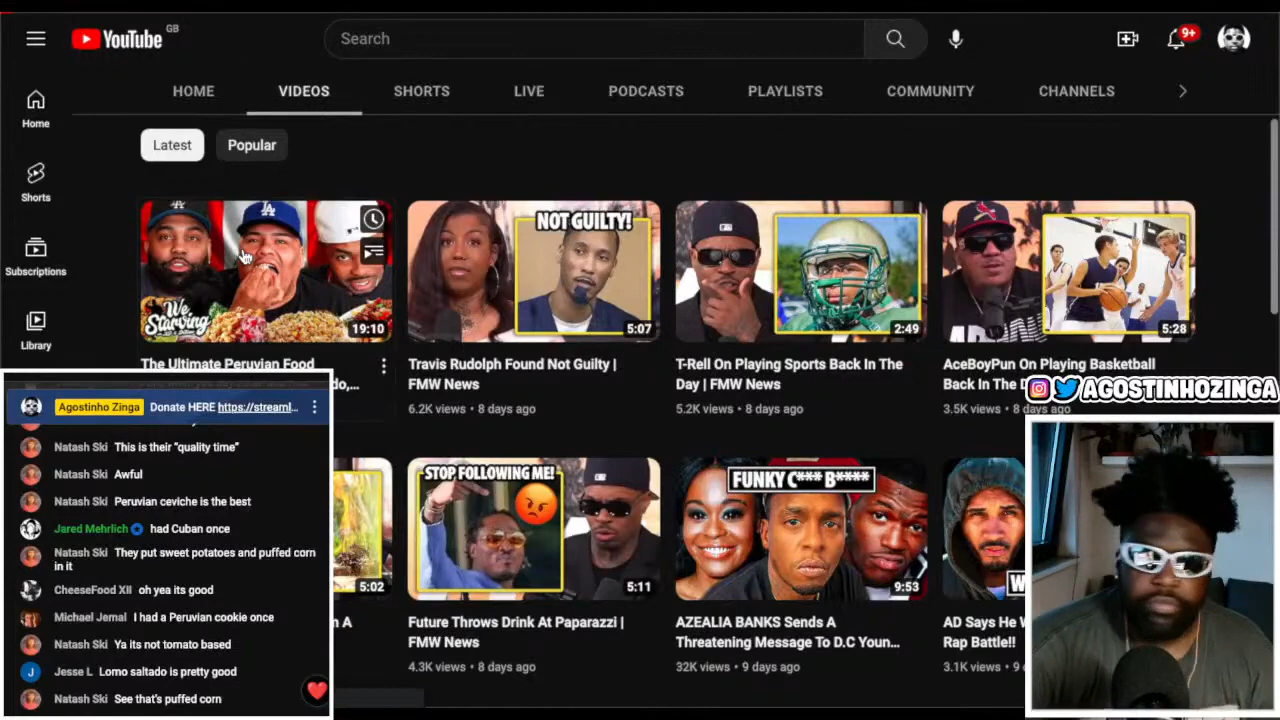 YouTube GB
Search
9+
HOME
VIDEOS
SHORTS
LIVE
PODCASTS
PLAYLISTS
COMMUNITY
CHANNELS
Home
Shorts
Subscriptions
Library
Latest
Popular
LA
We
Starving
19:10
NOT GUILTY!
5:07
2:49
5:28
The Ultimate Peruvian Food
Travis Rudolph Found Not Guilty |
FMW News
6.2K views • 8 days ago
T-Rell On Playing Sports Back In The
Day | FMW News
5.2K views • 8 days ago
AceBoyPun On Playing Basketball
Back In The D
3.5K views • 8 days ago
AGOSTINHOZINGA
Agostinho Zinga Donate HERE https://streaml...
Natash Ski This is their "quality time"
Natash Ski Awful
Natash Ski Peruvian ceviche is the best
Jared Mehrlich had Cuban once
Natash Ski They put sweet potatoes and puffed corn
in it
CheeseFood XII oh yea its good
Michael Jemal I had a Peruvian cookie once
Natash Ski Ya its not tomato based
J Jesse L Lomo saltado is pretty good
Natash Ski See that's puffed corn
5:02
STOP FOLLOWING ME!
5:11
FUNKY C*** B****
9:53
W
n A
Future Throws Drink At Paparazzi |
FMW News
4.3K views • 8 days ago
AZEALIA BANKS Sends A
Threatening Message To D.C Youn...
32K views • 9 days ago
AD Says He W
Rap Battle!!
3.1K views • 9